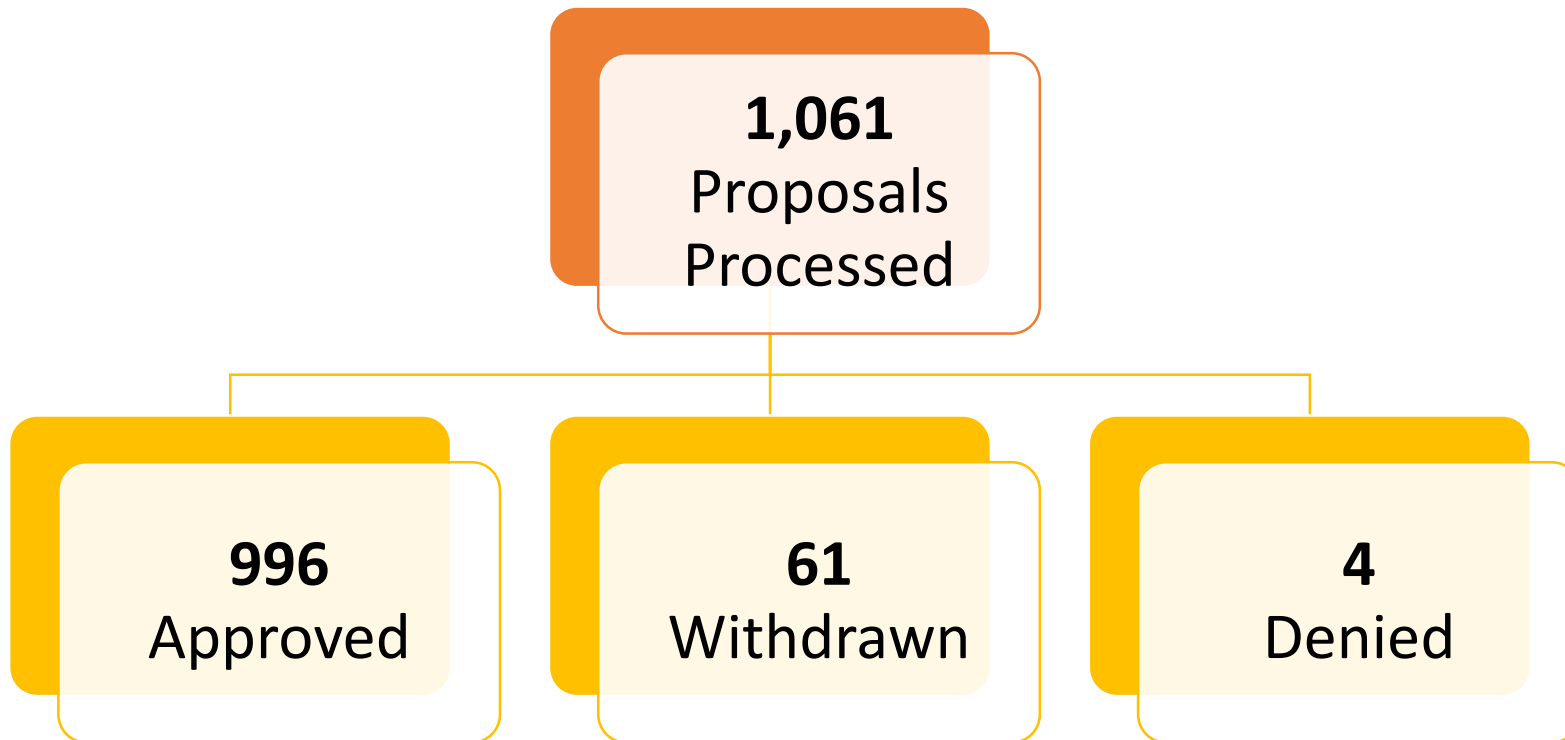 1,061
Proposals
Processed
996
Approved
61
Withdrawn
4
Denied